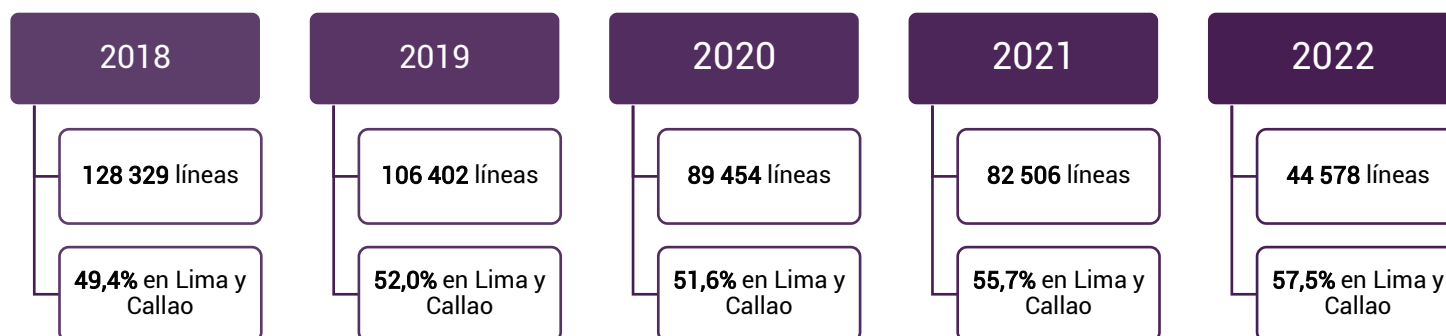 2018
128 329 líneas
49,4% en Lima y
Callao
2019
106 402 líneas
52,0% en Lima y
Callao
2020
89 454 líneas
51,6% en Lima y
Callao
2021
82 506 líneas
55,7% en Lima y
Callao
2022
44 578 líneas
57,5% en Lima y
Callao